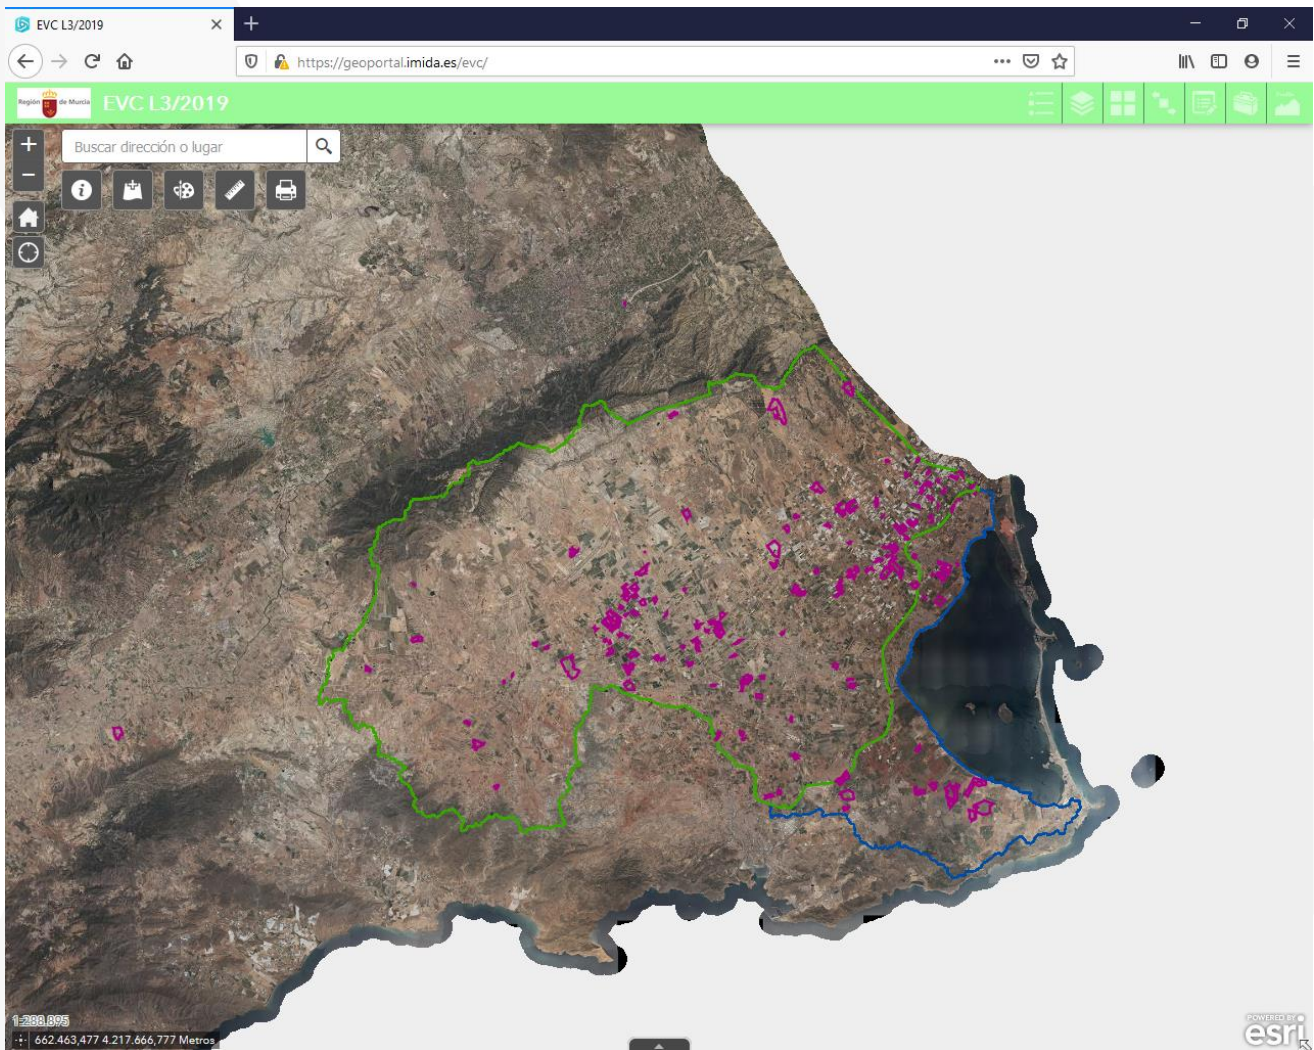 EVC L3/2019
https://geoportal.imida.es/evc/
Región de Murcia
EVC L3/2019
Buscar dirección o lugar
1:288.895
662.463,477 4.217.666,777 Metros
POWERED BY
esri